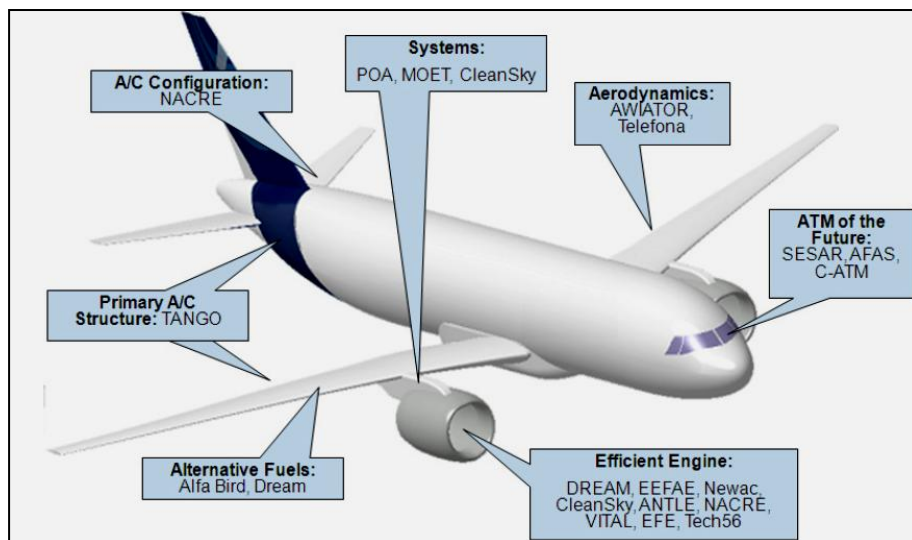 Systems:
POA, MOET, CleanSky
A/C Configuration:
NACRE
Aerodynamics:
AWIATOR,
Telefona
ATM of the
Future:
SESAR, AFAS,
C-ATM
Primary A/C
Structure: TANGO
Alternative Fuels:
Alfa Bird, Dream
Efficient Engine:
DREAM, EEFAE, Newac,
CleanSky, ANTLE, NACRE,
VITAL, EFE, Tech56